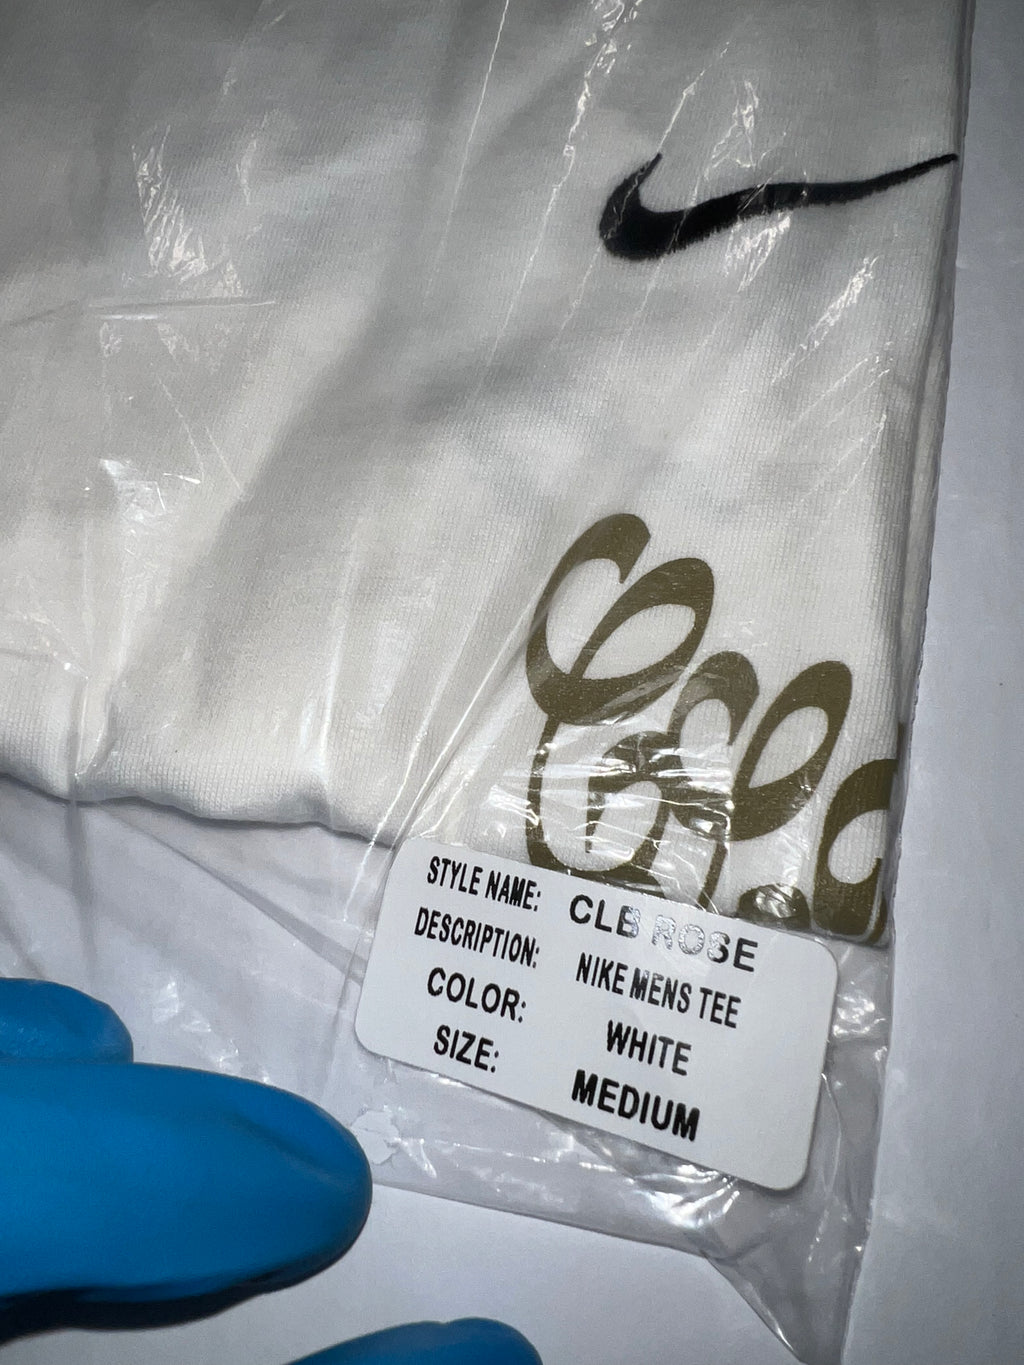 STYLE NAME: CLB ROSE
DESCRIPTION: NIKE MENS TEE
COLOR: WHITE
SIZE: MEDIUM